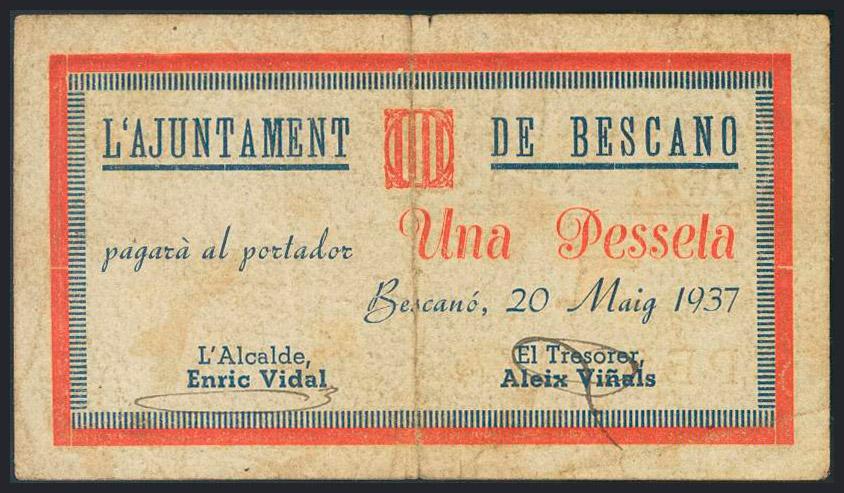 L'AJUNTAMENT DE BESCANO
pagarà al portador Una Pesseta
Bescanó, 20 Maig 1937
L'Alcalde, El Tresorer,
Enric Vidal Aleix Viñals